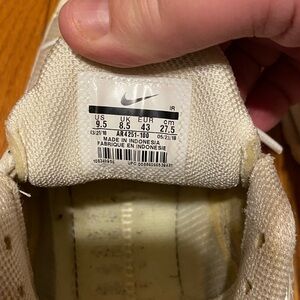 IR
US UK EUR cm
9.5 8.5 43 27.5
AR4251-100
MADE IN INDONESIA
FABRIQUE EN INDONESIE